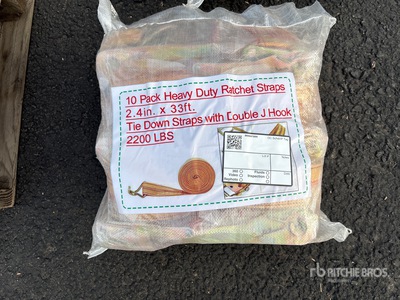 10 Pack Heavy Duty Ratchet Straps
2.4in. x 33ft.
Tie Down Straps with Double J Hook
2200 LBS
rb RITCHIE BROS.